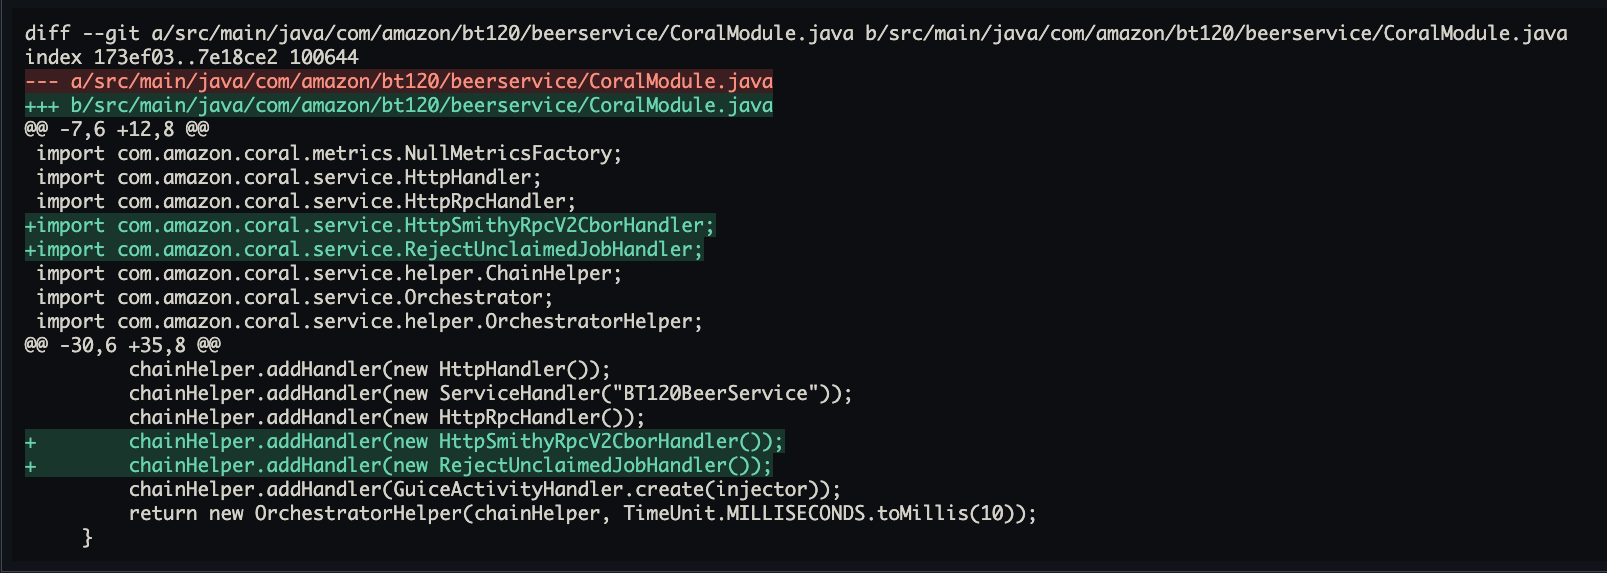 diff --git a/src/main/java/com/amazon/bt120/beerservice/CoralModule.java b/src/main/java/com/amazon/bt120/beerservice/CoralModule.java
index 173ef03..7e18ce2 100644
--- a/src/main/java/com/amazon/bt120/beerservice/CoralModule.java
+++ b/src/main/java/com/amazon/bt120/beerservice/CoralModule.java
@@ -7,6 +12,8 @@
 import com.amazon.coral.metrics.NullMetricsFactory;
 import com.amazon.coral.service.HttpHandler;
 import com.amazon.coral.service.HttpRpcHandler;
+import com.amazon.coral.service.HttpSmithyRpcV2CborHandler;
+import com.amazon.coral.service.RejectUnclaimedJobHandler;
 import com.amazon.coral.service.helper.ChainHelper;
 import com.amazon.coral.service.Orchestrator;
 import com.amazon.coral.service.helper.OrchestratorHelper;
@@ -30,6 +35,8 @@
         chainHelper.addHandler(new HttpHandler());
         chainHelper.addHandler(new ServiceHandler("BT120BeerService"));
         chainHelper.addHandler(new HttpRpcHandler());
+        chainHelper.addHandler(new HttpSmithyRpcV2CborHandler());
+        chainHelper.addHandler(new RejectUnclaimedJobHandler());
         chainHelper.addHandler(GuiceActivityHandler.create(injector));
         return new OrchestratorHelper(chainHelper, TimeUnit.MILLISECONDS.toMillis(10));
     }